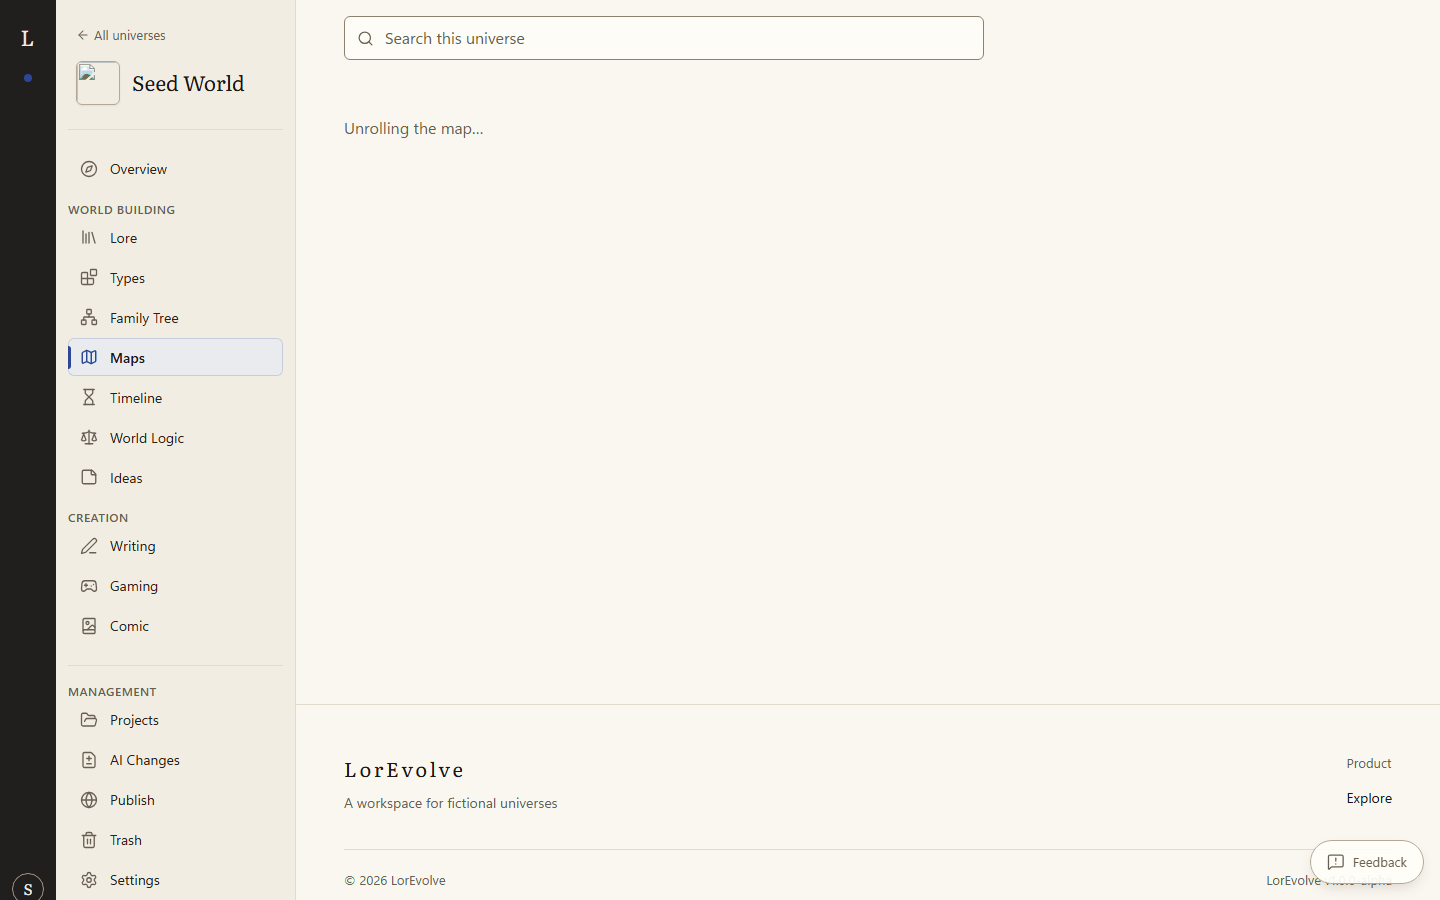 L
All universes
Seed World
Overview
WORLD BUILDING
Lore
Types
Family Tree
Maps
Timeline
World Logic
Ideas
CREATION
Writing
Gaming
Comic
MANAGEMENT
Projects
AI Changes
Publish
Trash
Settings
S
Search this universe
Unrolling the map...
LorEvolve
A workspace for fictional universes
Product
Explore
© 2026 LorEvolve
LorEvolve
Feedback